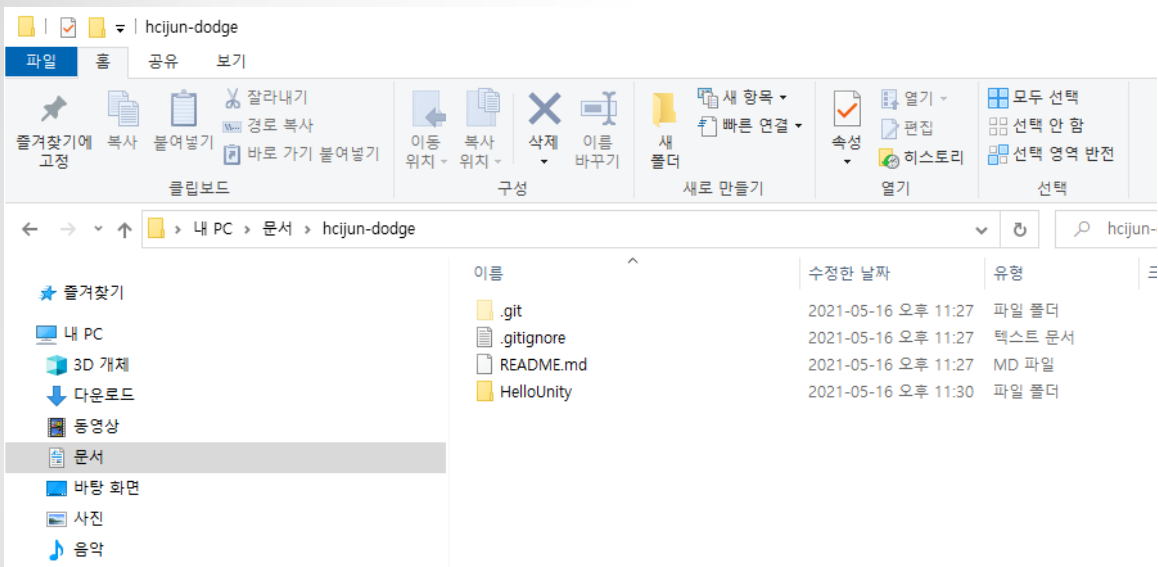 hcijun-dodge
파일 홈 공유 보기
즐겨찾기에 고정
복사
붙여넣기
잘라내기
경로 복사
바로 가기 붙여넣기
클립보드
이동 위치
복사 위치
삭제
이름 바꾸기
구성
새 폴더
새 항목
빠른 연결
새로 만들기
속성
열기
편집
히스토리
열기
모두 선택
선택 안 함
선택 영역 반전
선택
내 PC > 문서 > hcijun-dodge
hcijun-
이름 수정한 날짜 유형
.git 2021-05-16 오후 11:27 파일 폴더
.gitignore 2021-05-16 오후 11:27 텍스트 문서
README.md 2021-05-16 오후 11:27 MD 파일
HelloUnity 2021-05-16 오후 11:30 파일 폴더
즐겨찾기
내 PC
3D 개체
다운로드
동영상
문서
바탕 화면
사진
음악